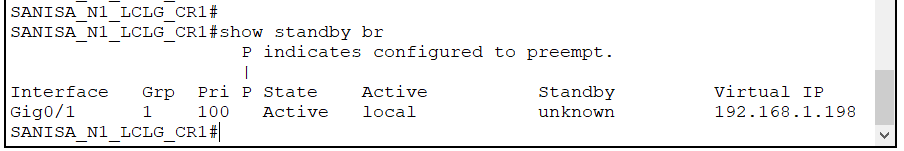 SANISA_N1_LCLG_CR1#
SANISA_N1_LCLG_CR1#show standby br
                     P indicates configured to preempt.
                     |
Interface   Grp  Pri P State    Active          Standby         Virtual IP
Gig0/1      1    100   Active   local           unknown         192.168.1.198
SANISA_N1_LCLG_CR1#